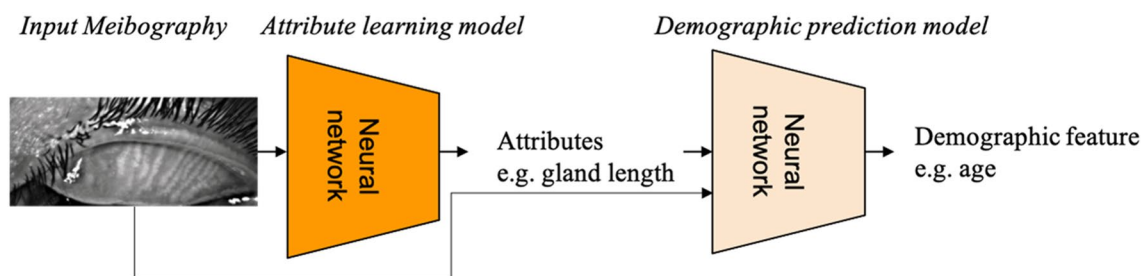 Input Meibography
Attribute learning model
Demographic prediction model
Neural
network
Attributes
e.g. gland length
Neural
network
Demographic feature
e.g. age